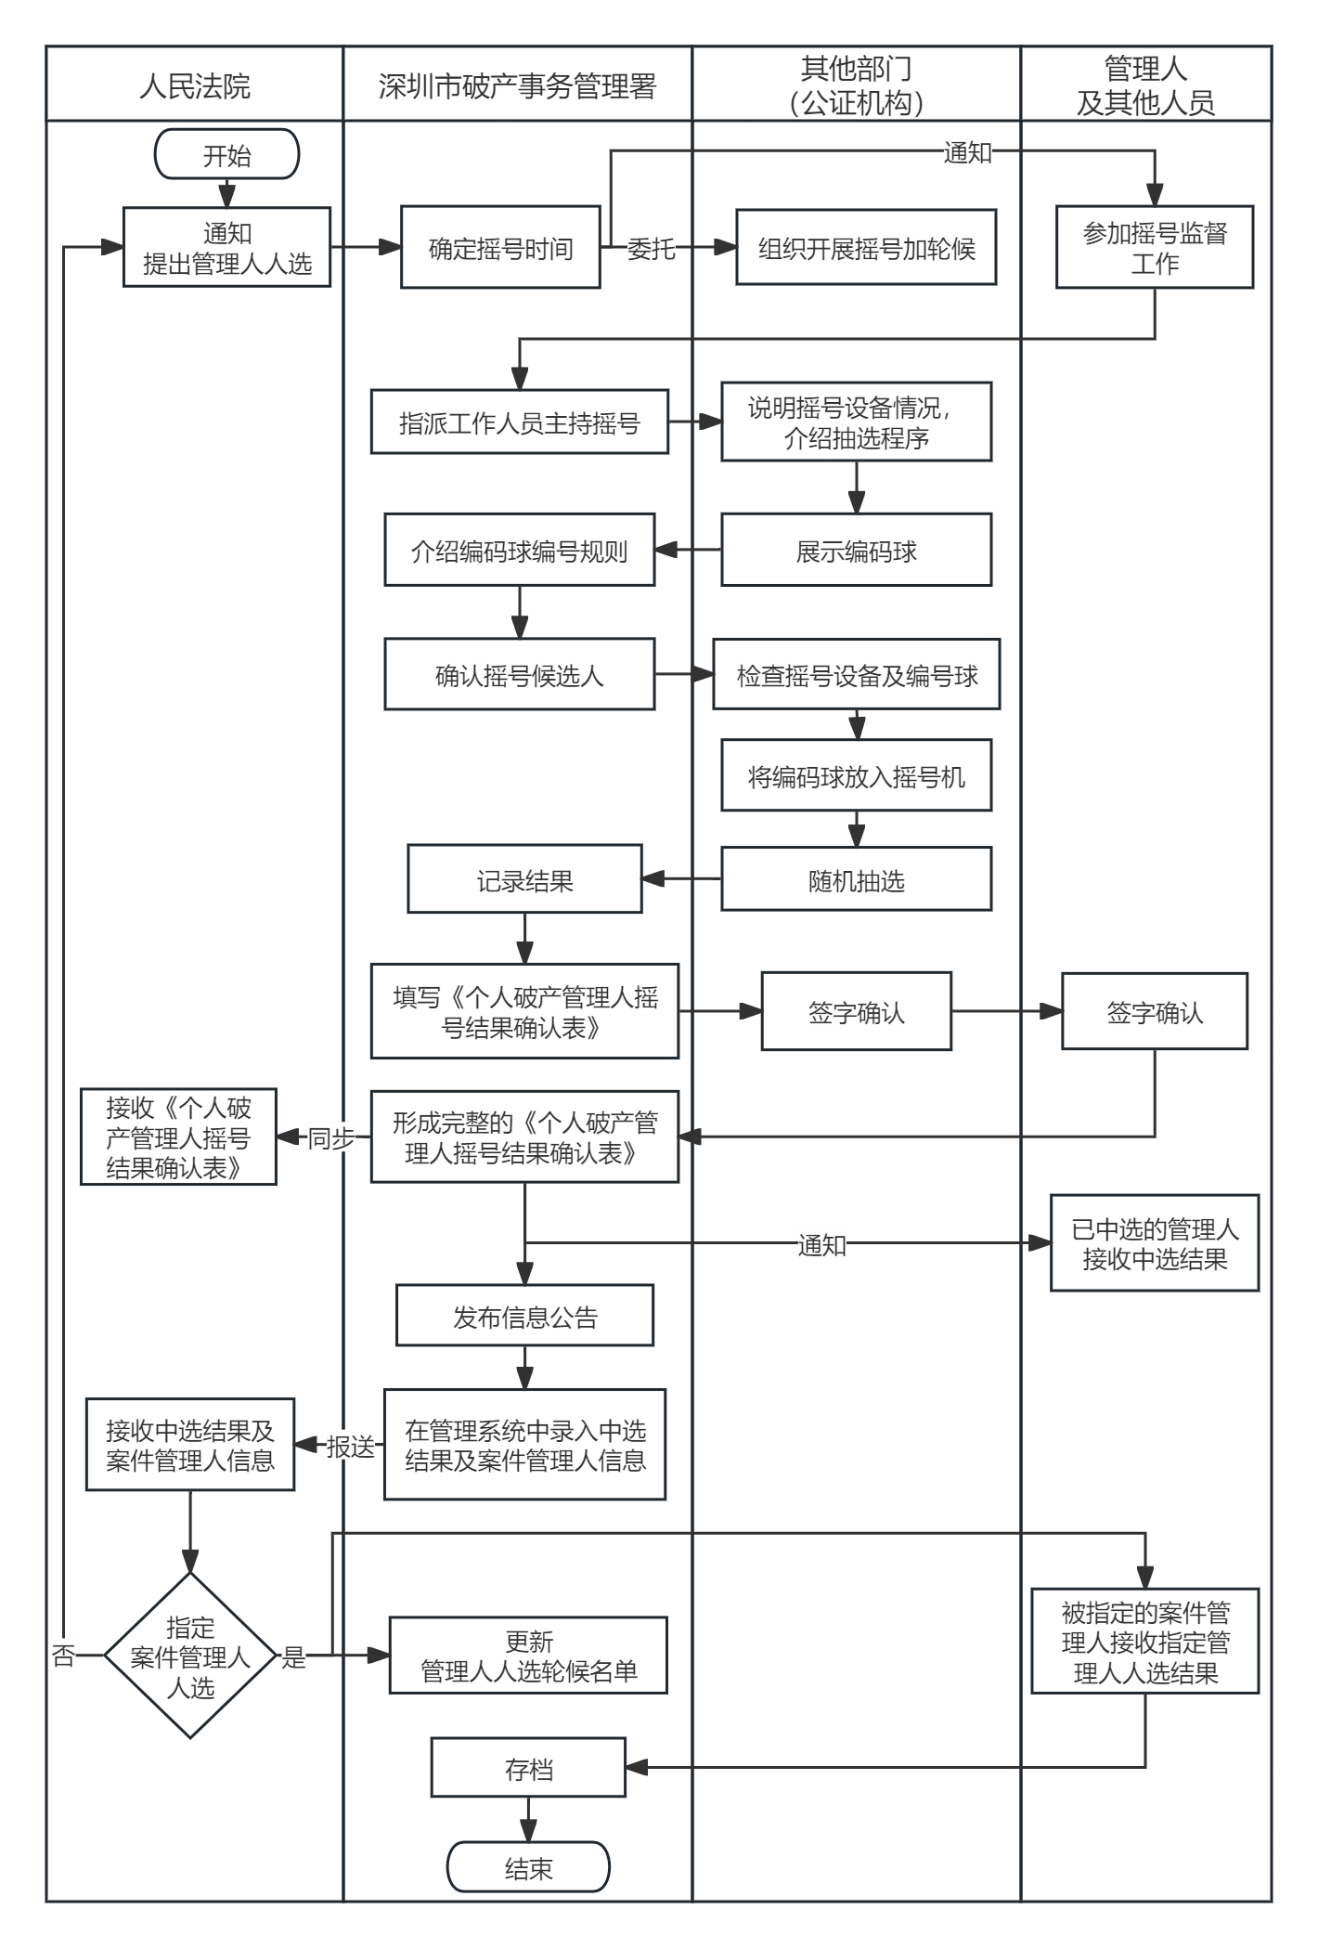 人民法院
深圳市破产事务管理署
其他部门
（公证机构）
管理人
及其他人员
开始
通知
通知
提出管理人人选
确定摇号时间
委托
组织开展摇号加轮候
参加摇号监督
工作
指派工作人员主持摇号
说明摇号设备情况，
介绍抽选程序
介绍编码球编号规则
展示编码球
确认摇号候选人
检查摇号设备及编号球
将编码球放入摇号机
记录结果
随机抽选
填写《个人破产管理人摇
号结果确认表》
签字确认
签字确认
接收《个人破
产管理人摇号
结果确认表》
同步
形成完整的《个人破产管
理人摇号结果确认表》
通知
已中选的管理人
接收中选结果
发布信息公告
接收中选结果及
案件管理人信息
报送
在管理系统中录入中选
结果及案件管理人信息
否
指定
案件管理人
人选
是
更新
管理人人选轮候名单
被指定的案件管
理人接收指定管
理人人选结果
存档
结束